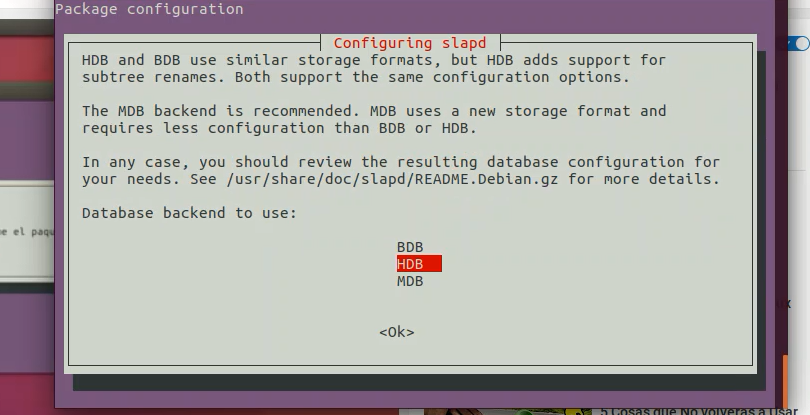 Package configuration
Configuring slapd
HDB and BDB use similar storage formats, but HDB adds support for
subtree renames. Both support the same configuration options.
The MDB backend is recommended. MDB uses a new storage format and
requires less configuration than BDB or HDB.
In any case, you should review the resulting database configuration for
your needs. See /usr/share/doc/slapd/README.Debian.gz for more details.
Database backend to use:
BDB
HDB
MDB
<Ok>
e el paqu
5 Cosas que No volverás a Usar